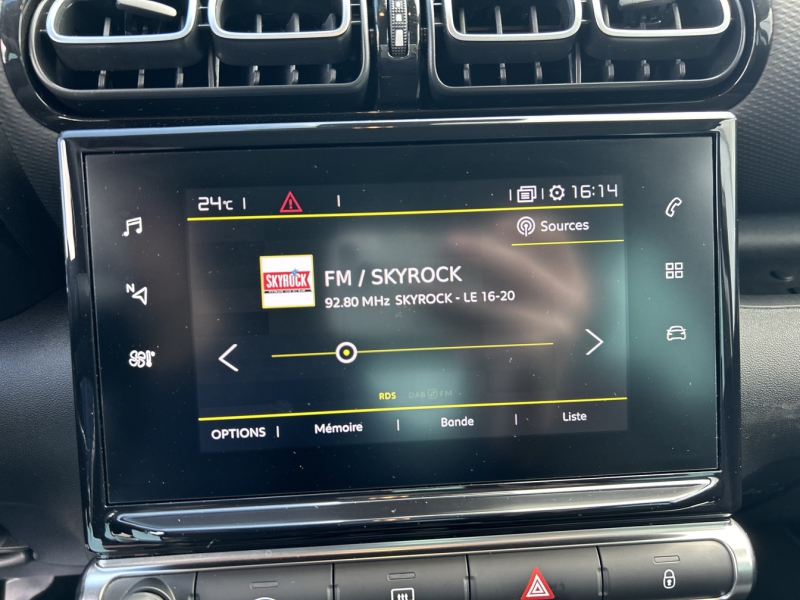 24°C 16:14
Sources
N
SKYROCK
FM / SKYROCK
92.80 MHz SKYROCK - LE 16-20
RDS DAB FM
OPTIONS Mémoire Bande Liste